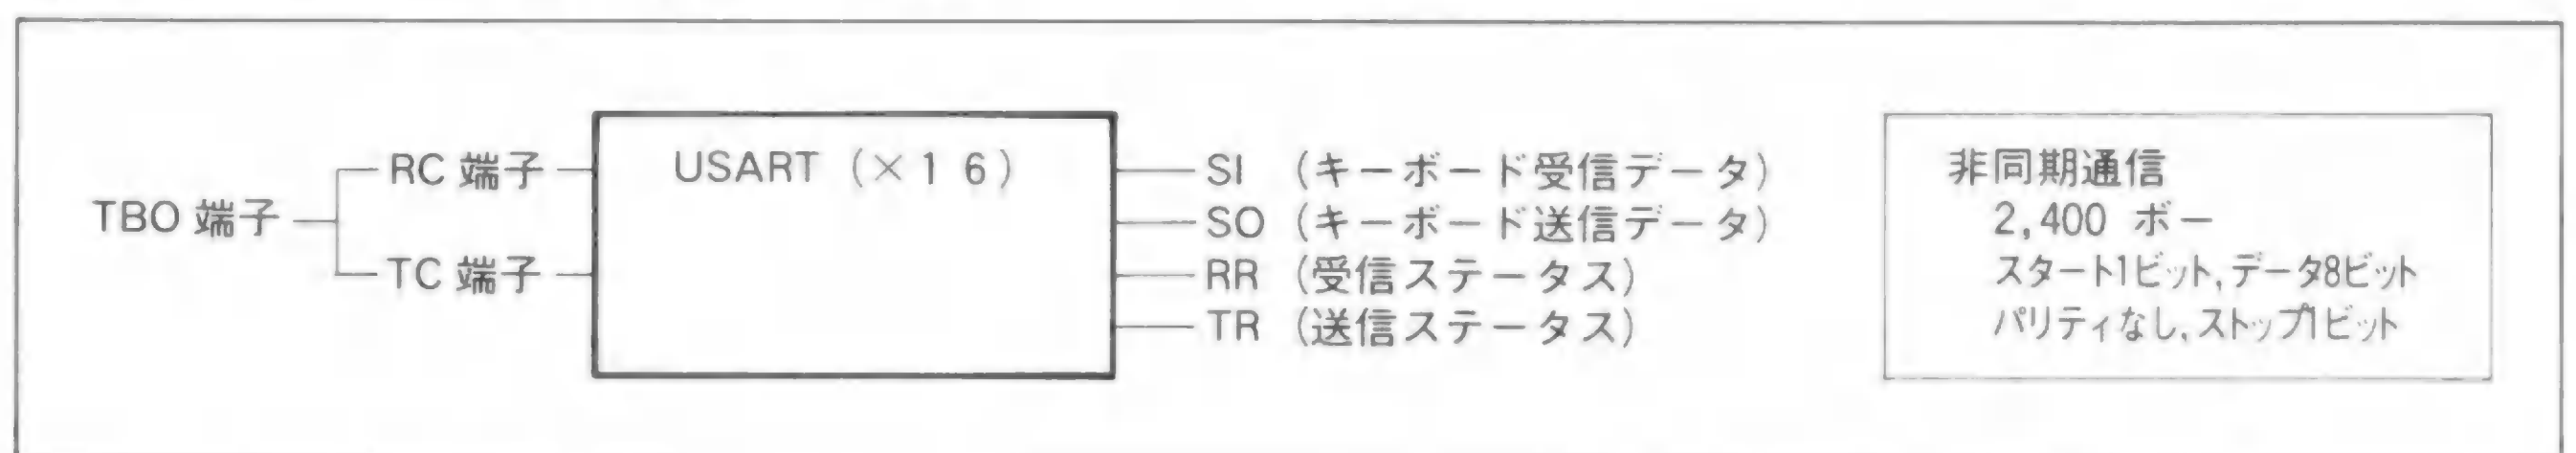 TBO 端子
RC 端子
TC 端子
USART (×16)
SI (キーボード受信データ)
SO (キーボード送信データ)
RR (受信ステータス)
TR (送信ステータス)
非同期通信
2,400 ボー
スタート1ビット,データ8ビット
パリティなし,ストップ1ビット